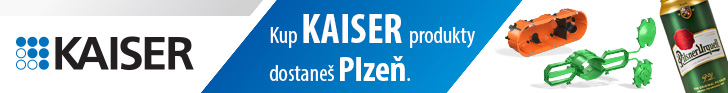 KAISER
Kup KAISER produkty
dostaneš Plzeň.
Pilsner Urquell